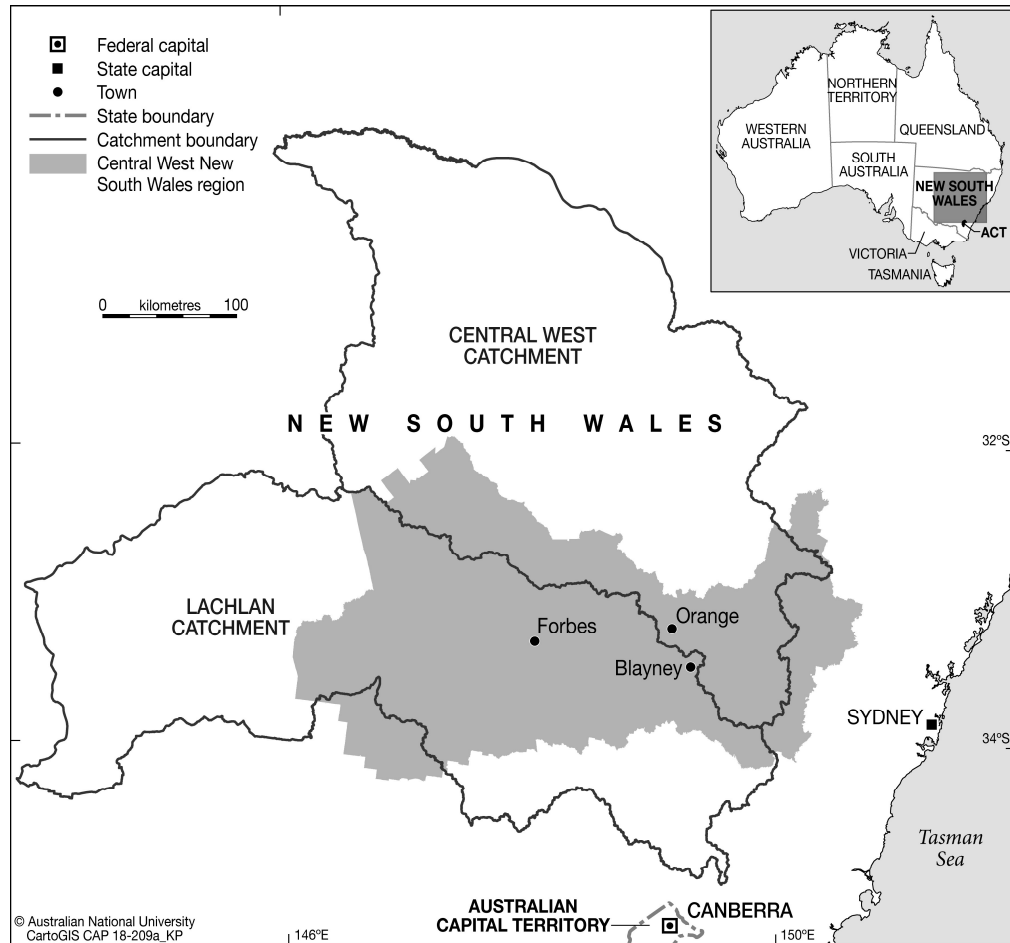 Federal capital
State capital
Town
State boundary
Catchment boundary
Central West New
South Wales region
0 kilometres 100
NORTHERN
TERRITORY
WESTERN
AUSTRALIA
QUEENSLAND
SOUTH
AUSTRALIA
NEW SOUTH
WALES
ACT
VICTORIA
TASMANIA
CENTRAL WEST
CATCHMENT
NEW SOUTH WALES
32°S
LACHLAN
CATCHMENT
Forbes
Orange
Blayney
SYDNEY
34°S
Tasman
Sea
AUSTRALIAN
CAPITAL TERRITORY
CANBERRA
© Australian National University
CartoGIS CAP 18-209a_KP
146°E
150°E